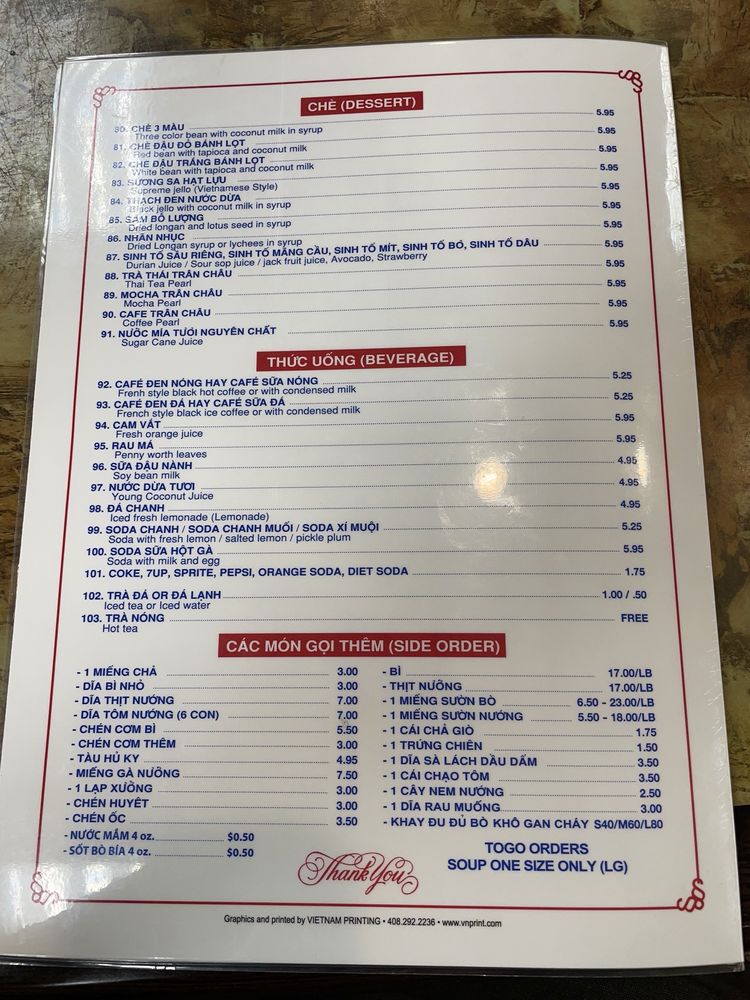 CHÈ (DESSERT)
80. CHÈ 3 MÀU 5.95
Three color bean with coconut milk in syrup
81. CHÈ ĐẬU ĐỎ BÁNH LỌT 5.95
Red bean with tapioca and coconut milk
82. CHÈ ĐẬU TRẮNG BÁNH LỌT 5.95
White bean with tapioca and coconut milk
83. SƯƠNG SA HẠT LỰU 5.95
Supreme jello (Vietnamese Style)
84. THẠCH ĐEN NƯỚC DỪA 5.95
Black jello with coconut milk in syrup
85. SÂM BỔ LƯỢNG 5.95
Dried longan and lotus seed in syrup
86. NHÃN NHỤC 5.95
Dried Longan syrup or lychees in syrup
87. SINH TỐ SẦU RIÊNG, SINH TỐ MÃNG CẦU, SINH TỐ MÍT, SINH TỐ BƠ, SINH TỐ DÂU 5.95
Durian Juice / Sour sop juice / jack fruit juice, Avocado, Strawberry
88. TRÀ THÁI TRÂN CHÂU 5.95
Thai Tea Pearl
89. MOCHA TRÂN CHÂU 5.95
Mocha Pearl
90. CAFE TRÂN CHÂU 5.95
Coffee Pearl
91. NƯỚC MÍA TƯƠI NGUYÊN CHẤT 5.95
Sugar Cane Juice
THỨC UỐNG (BEVERAGE)
92. CAFÉ ĐEN NÓNG HAY CAFÉ SỮA NÓNG 5.25
Frenh style black hot coffee or with condensed milk
93. CAFÉ ĐEN ĐÁ HAY CAFÉ SỮA ĐÁ 5.25
French style black ice coffee or with condensed milk
94. CAM VẮT 5.95
Fresh orange juice
95. RAU MÁ 5.95
Penny worth leaves
96. SỮA ĐẬU NÀNH 4.95
Soy bean milk
97. NƯỚC DỪA TƯƠI 4.95
Young Coconut Juice
98. ĐÁ CHANH 4.95
Iced fresh lemonade (Lemonade)
99. SODA CHANH / SODA CHANH MUỐI / SODA XÍ MUỘI 5.25
Soda with fresh lemon / salted lemon / pickle plum
100. SODA SỮA HỘT GÀ 5.95
Soda with milk and egg
101. COKE, 7UP, SPRITE, PEPSI, ORANGE SODA, DIET SODA 1.75
102. TRÀ ĐÁ OR ĐÁ LẠNH 1.00 / .50
Iced tea or Iced water
103. TRÀ NÓNG FREE
Hot tea
CÁC MÓN GỌI THÊM (SIDE ORDER)
- 1 MIẾNG CHẢ 3.00
- DĨA BÌ NHỎ 3.00
- DĨA THỊT NƯỚNG 7.00
- DĨA TÔM NƯỚNG (6 CON) 7.00
- CHÉN CƠM BÌ 5.50
- CHÉN CƠM THÊM 3.00
- TÀU HỦ KY 4.95
- MIẾNG GÀ NƯỚNG 7.50
- 1 LẠP XƯỞNG 3.00
- CHÉN HUYẾT 3.00
- CHÉN ỐC 3.50
- NƯỚC MẮM 4 oz. $0.50
- SỐT BÒ BÍA 4 oz. $0.50
- BÌ 17.00/LB
- THỊT NƯỚNG 17.00/LB
- 1 MIẾNG SƯỜN BÒ 6.50 - 23.00/LB
- 1 MIẾNG SƯỜN NƯỚNG 5.50 - 18.00/LB
- 1 CÁI CHẢ GIÒ 1.75
- 1 TRỨNG CHIÊN 1.50
- 1 DĨA SÀ LÁCH DẦU DẤM 3.50
- 1 CÁI CHẠO TÔM 3.50
- 1 CÂY NEM NƯỚNG 2.50
- 1 DĨA RAU MUỐNG 3.00
- KHAY ĐU ĐỦ BÒ KHÔ GAN CHÁY S40/M60/L80
TOGO ORDERS
SOUP ONE SIZE ONLY (LG)
Thank You
Graphics and printed by VIETNAM PRINTING • 408.292.2236 • www.vnprint.com